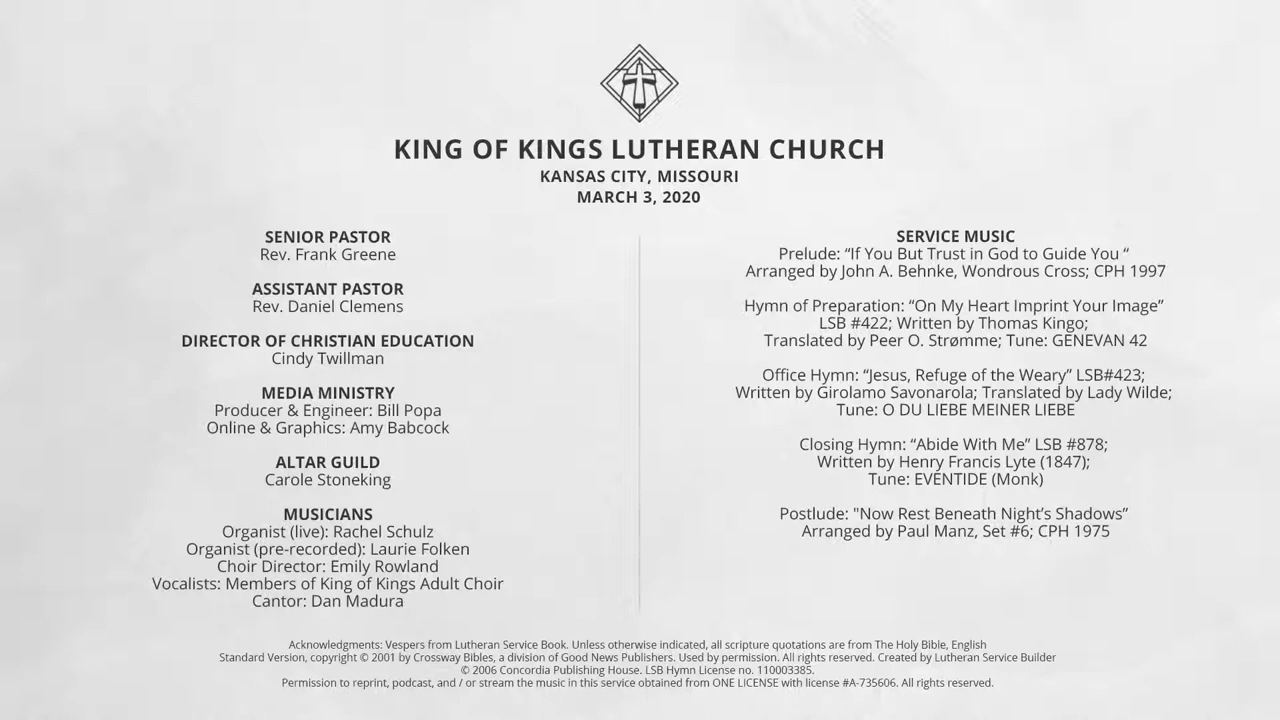 KING OF KINGS LUTHERAN CHURCH
KANSAS CITY, MISSOURI
MARCH 3, 2020
SENIOR PASTOR
Rev. Frank Greene
ASSISTANT PASTOR
Rev. Daniel Clemens
DIRECTOR OF CHRISTIAN EDUCATION
Cindy Twillman
MEDIA MINISTRY
Producer & Engineer: Bill Popa
Online & Graphics: Amy Babcock
ALTAR GUILD
Carole Stoneking
MUSICIANS
Organist (live): Rachel Schulz
Organist (pre-recorded): Laurie Folken
Choir Director: Emily Rowland
Vocalists: Members of King of Kings Adult Choir
Cantor: Dan Madura
SERVICE MUSIC
Prelude: “If You But Trust in God to Guide You “
Arranged by John A. Behnke, Wondrous Cross; CPH 1997
Hymn of Preparation: “On My Heart Imprint Your Image”
LSB #422; Written by Thomas Kingo;
Translated by Peer O. Strømme; Tune: GENEVAN 42
Office Hymn: “Jesus, Refuge of the Weary” LSB#423;
Written by Girolamo Savonarola; Translated by Lady Wilde;
Tune: O DU LIEBE MEINER LIEBE
Closing Hymn: “Abide With Me” LSB #878;
Written by Henry Francis Lyte (1847);
Tune: EVENTIDE (Monk)
Postlude: "Now Rest Beneath Night’s Shadows”
Arranged by Paul Manz, Set #6; CPH 1975
Acknowledgments: Vespers from Lutheran Service Book. Unless otherwise indicated, all scripture quotations are from The Holy Bible, English
Standard Version, copyright © 2001 by Crossway Bibles, a division of Good News Publishers. Used by permission. All rights reserved. Created by Lutheran Service Builder
© 2006 Concordia Publishing House. LSB Hymn License no. 110003385.
Permission to reprint, podcast, and / or stream the music in this service obtained from ONE LICENSE with license #A-735606. All rights reserved.